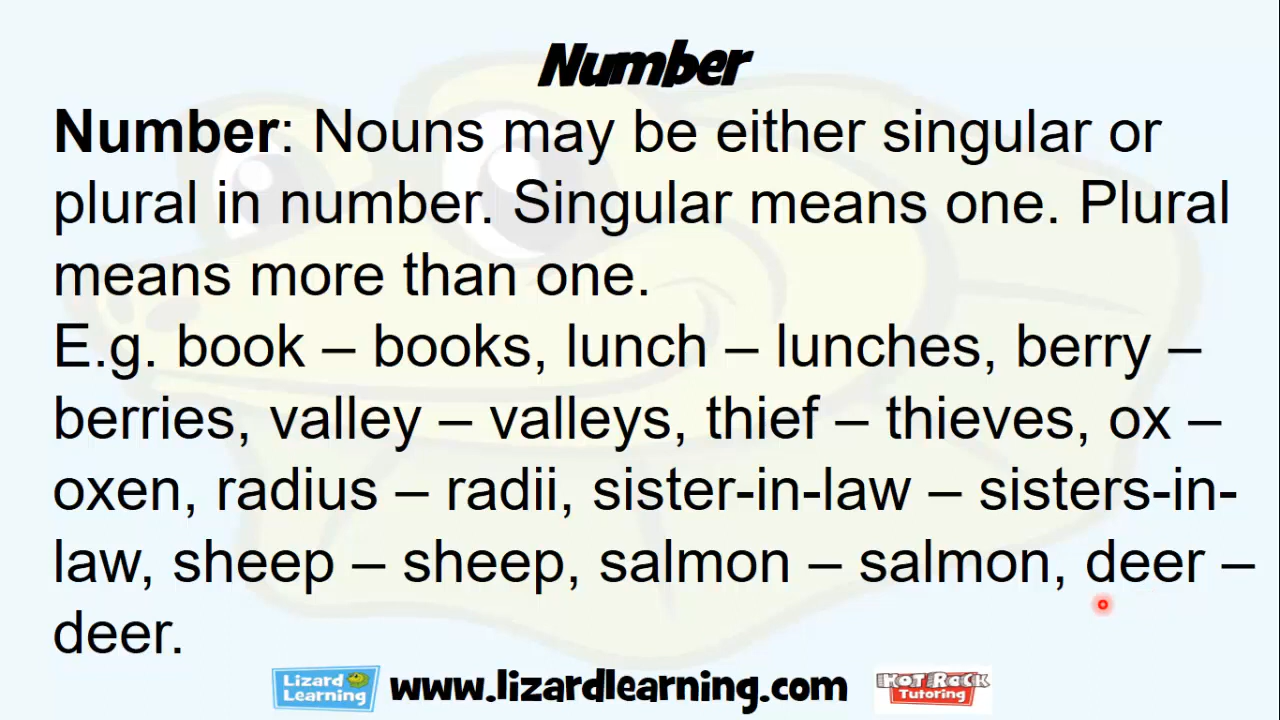 Number
Number: Nouns may be either singular or
plural in number. Singular means one. Plural
means more than one.
E.g. book – books, lunch – lunches, berry –
berries, valley – valleys, thief – thieves, ox –
oxen, radius – radii, sister-in-law – sisters-in-
law, sheep – sheep, salmon – salmon, deer –
deer.
Lizard
Learning
www.lizardlearning.com
HOT ROCK
Tutoring